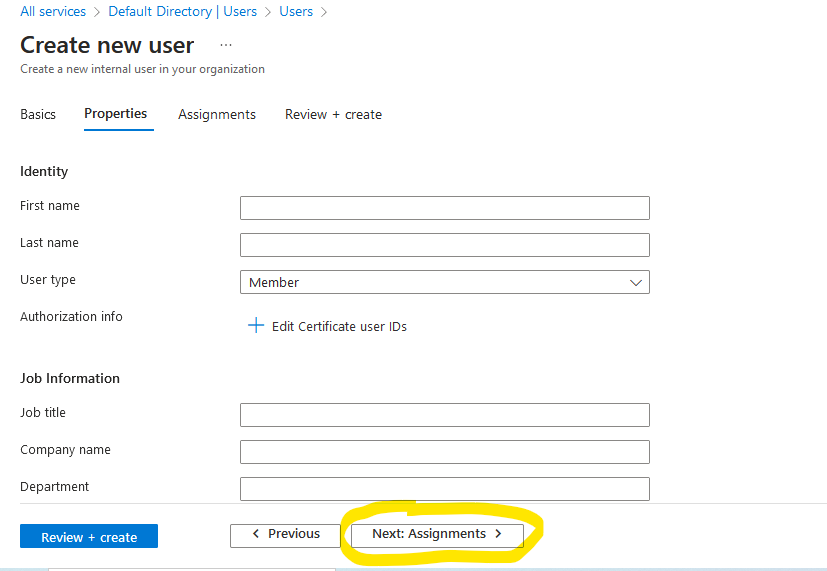 All services > Default Directory | Users > Users >
Create new user ...
Create a new internal user in your organization
Basics Properties Assignments Review + create
Identity
First name
Last name
User type Member
Authorization info
+ Edit Certificate user IDs
Job Information
Job title
Company name
Department
Review + create < Previous Next: Assignments >